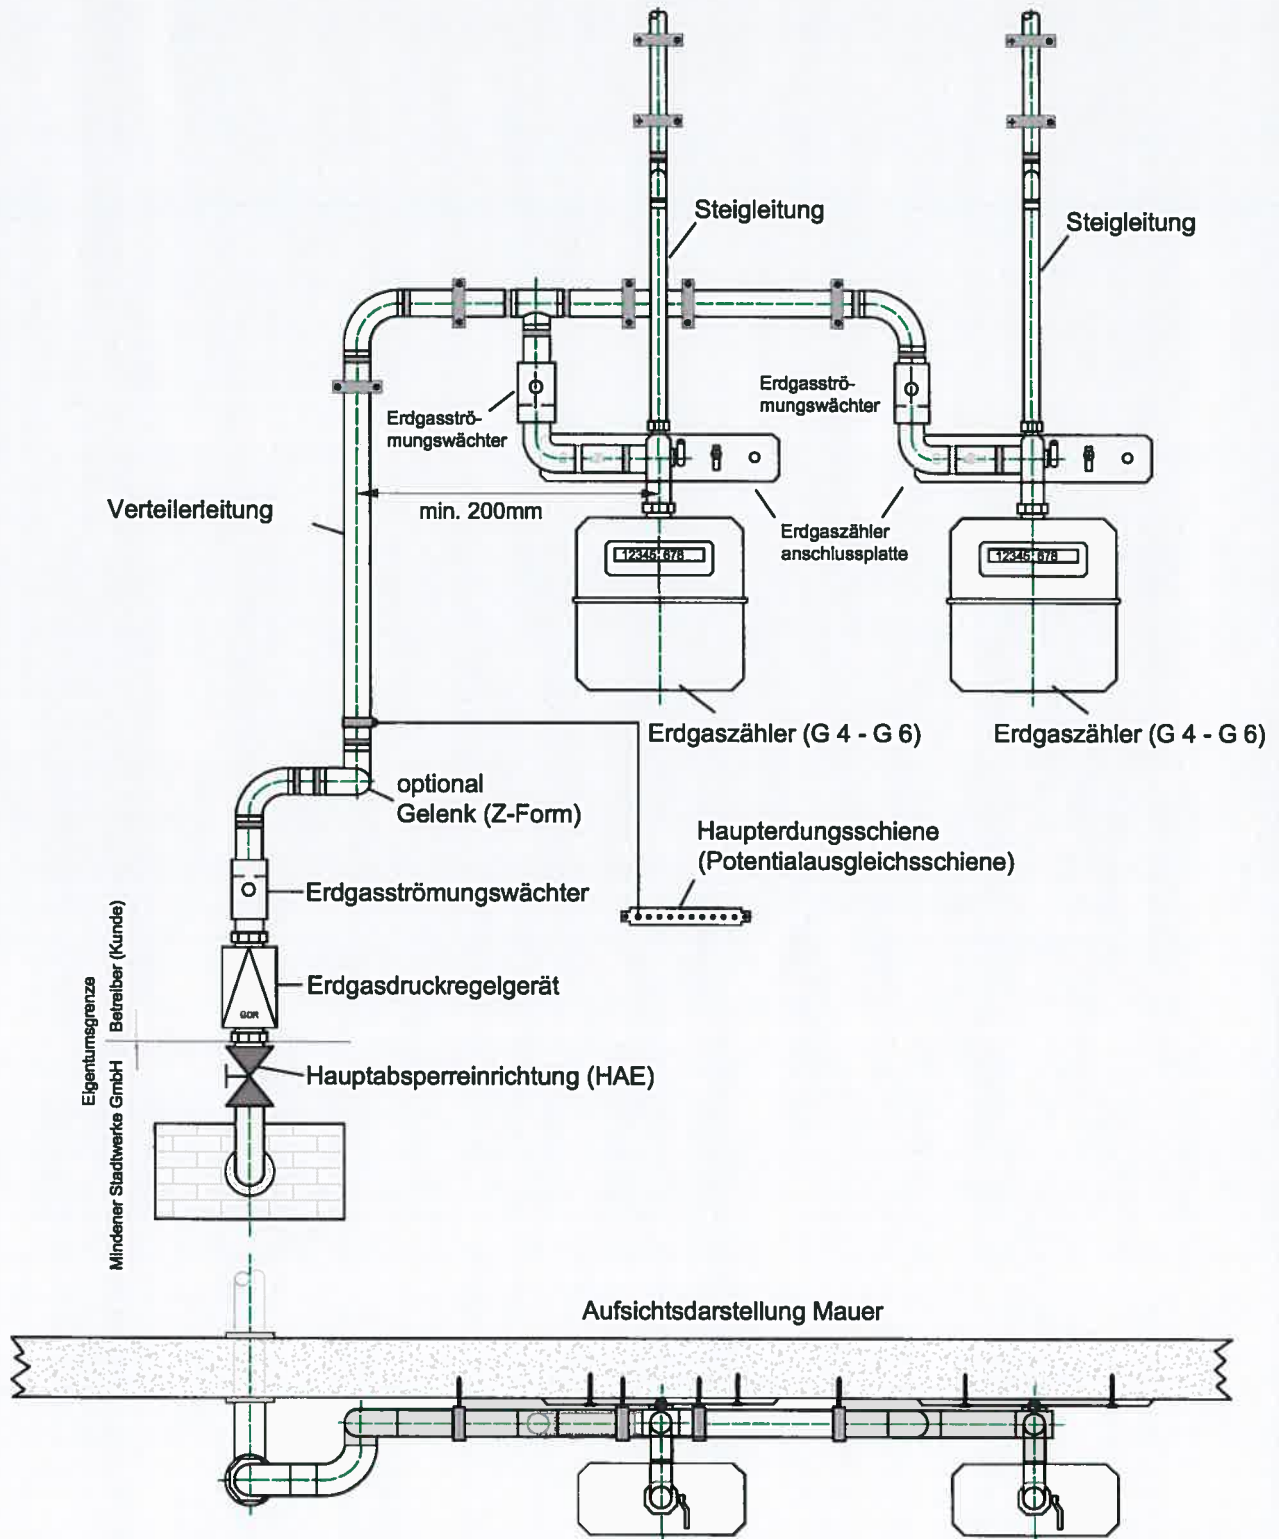 Steigleitung
Steigleitung
Erdgasströ-
mungswächter
Erdgasströ-
mungswächter
Verteilerleitung
min. 200mm
Erdgaszähler
anschlussplatte
12345 678
12345 678
Erdgaszähler (G 4 - G 6)
Erdgaszähler (G 4 - G 6)
optional
Gelenk (Z-Form)
Haupterdungsschiene
(Potentialausgleichsschiene)
Erdgasströmungswächter
Erdgasdruckregelgerät
GDR
Eigentumsgrenze
Betreiber (Kunde)
Mindener Stadtwerke GmbH
Hauptabsperreinrichtung (HAE)
Aufsichtsdarstellung Mauer